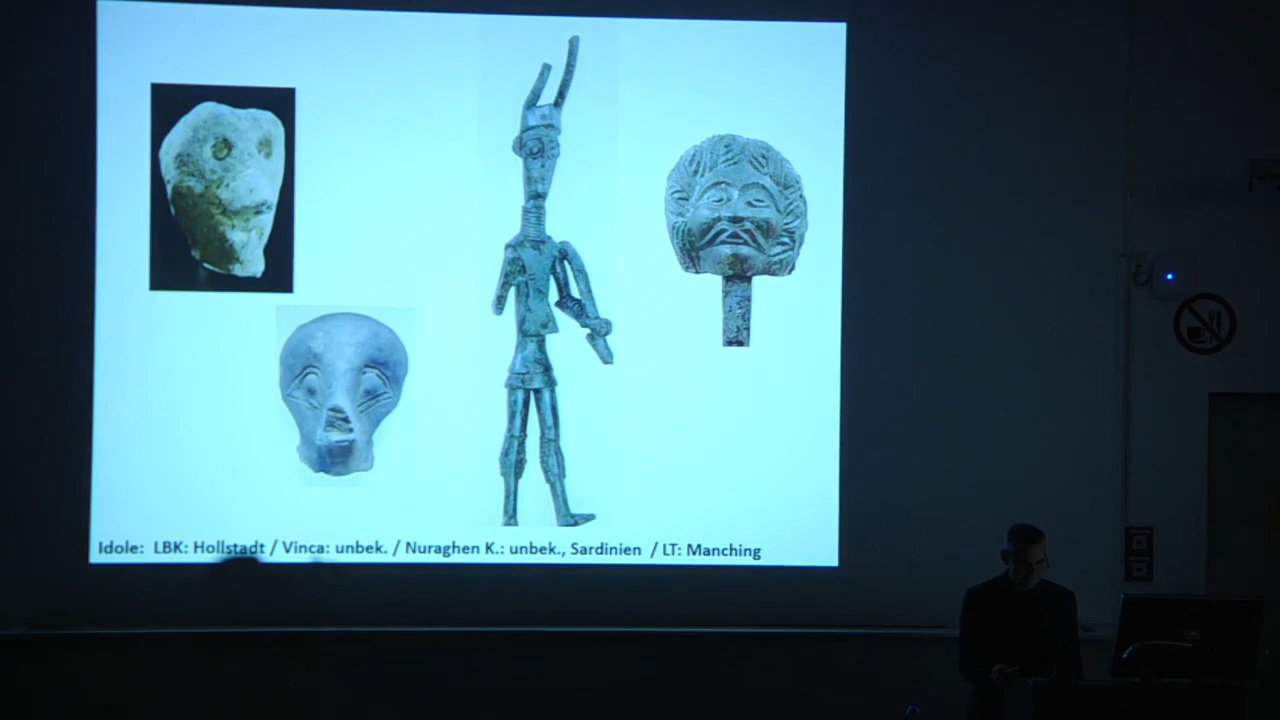 Idole:  LBK: Hollstadt / Vinca: unbek. / Nuraghen K.: unbek., Sardinien  / LT: Manching